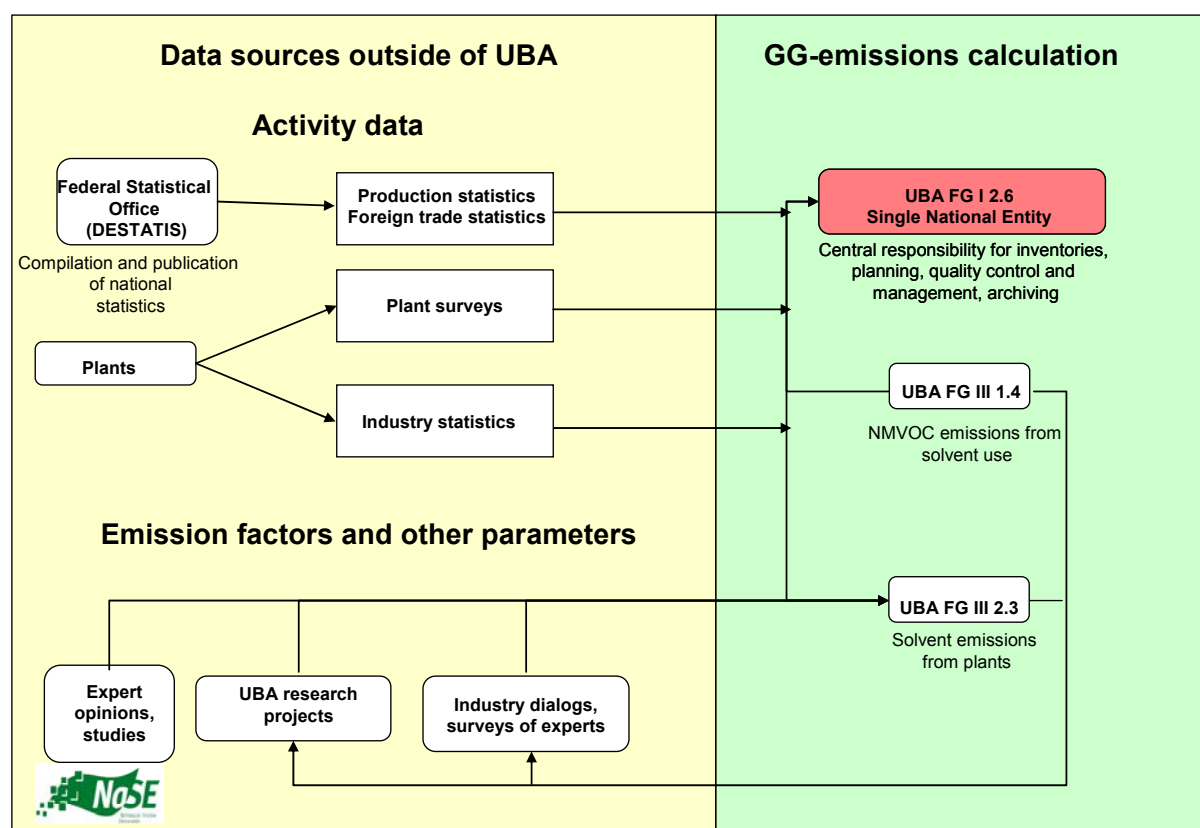 Data sources outside of UBA
GG-emissions calculation
Activity data
Federal Statistical
Office
(DESTATIS)
Compilation and publication
of national
statistics
Production statistics
Foreign trade statistics
Plant surveys
Plants
Industry statistics
UBA FG I 2.6
Single National Entity
Central responsibility for inventories,
planning, quality control and
management, archiving
UBA FG III 1.4
NMVOC emissions from
solvent use
Emission factors and other parameters
UBA FG III 2.3
Solvent emissions
from plants
Expert
opinions,
studies
UBA research
projects
Industry dialogs,
surveys of experts
NaSE